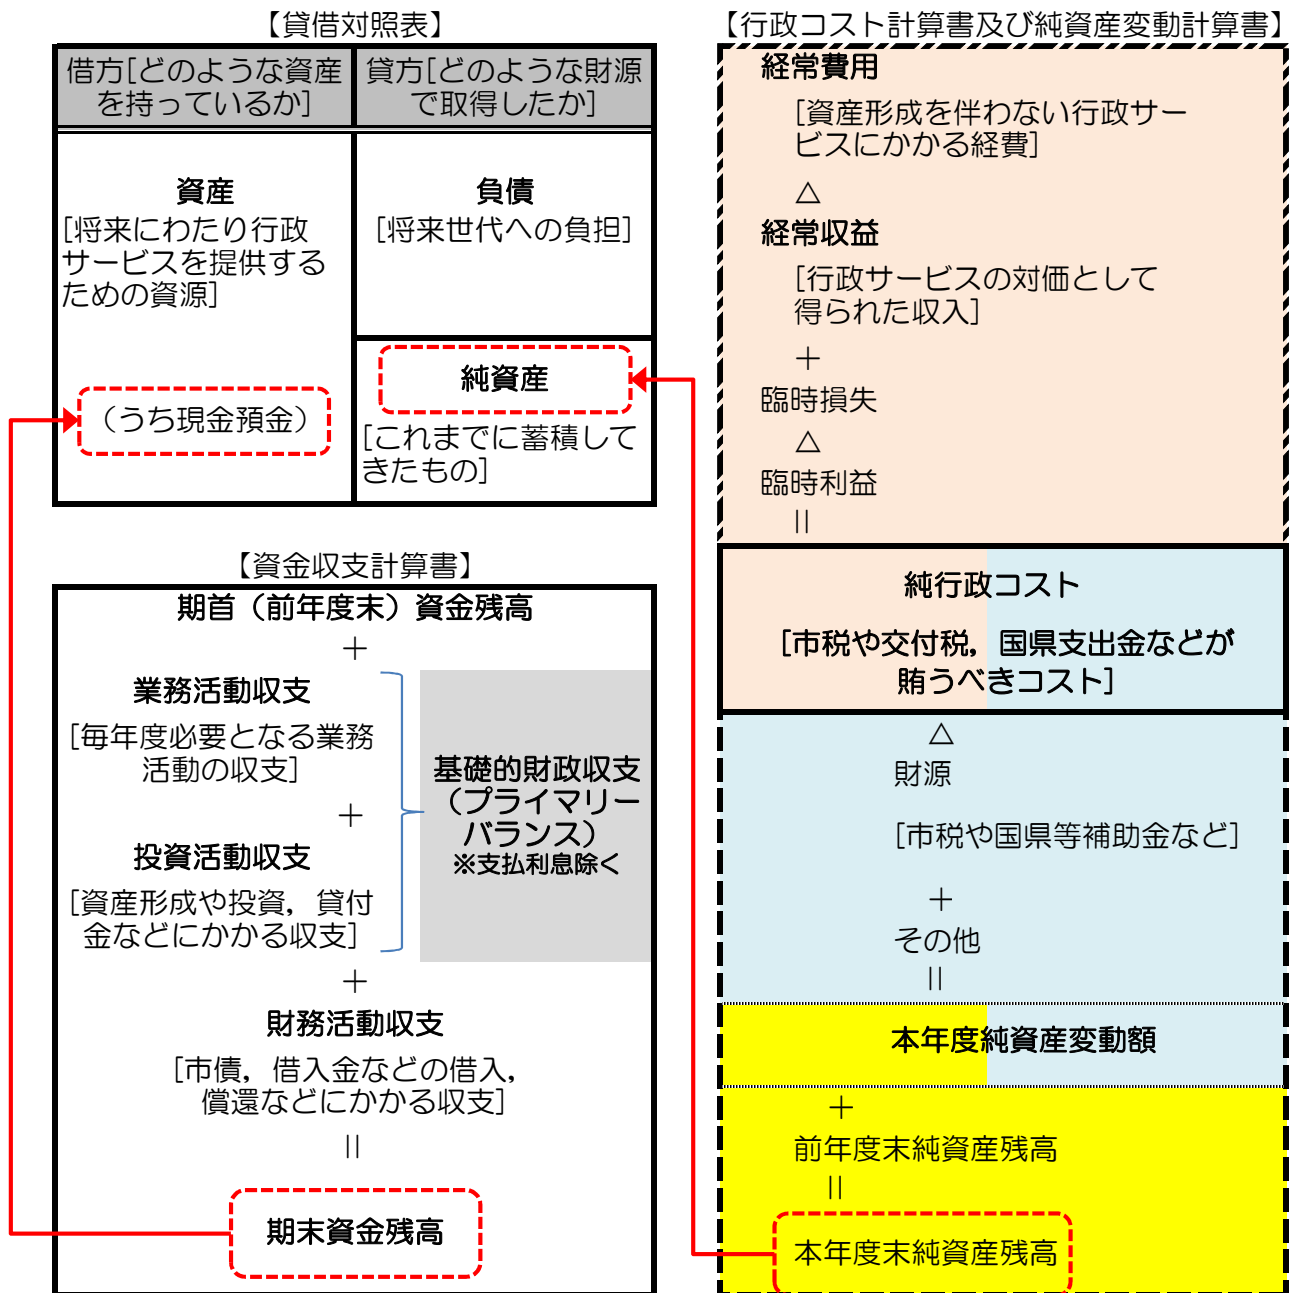 【貸借対照表】
借方[どのような資産
を持っているか]
貸方[どのような財源
で取得したか]
資産
[将来にわたり行政
サービスを提供する
ための資源]
（うち現金預金）
負債
[将来世代への負担]
純資産
[これまでに蓄積して
きたもの]
【資金収支計算書】
期首（前年度末）資金残高
＋
業務活動収支
[毎年度必要となる業務
活動の収支]
＋
投資活動収支
[資産形成や投資，貸付
金などにかかる収支]
基礎的財政収支
（プライマリー
バランス）
※支払利息除く
＋
財務活動収支
[市債，借入金などの借入，
償還などにかかる収支]
＝
期末資金残高
【行政コスト計算書及び純資産変動計算書】
経常費用
[資産形成を伴わない行政サー
ビスにかかる経費]
△
経常収益
[行政サービスの対価として
得られた収入]
＋
臨時損失
△
臨時利益
＝
純行政コスト
[市税や交付税，国県支出金などが
賄うべきコスト]
△
財源
[市税や国県等補助金など]
＋
その他
＝
本年度純資産変動額
＋
前年度末純資産残高
＝
本年度末純資産残高